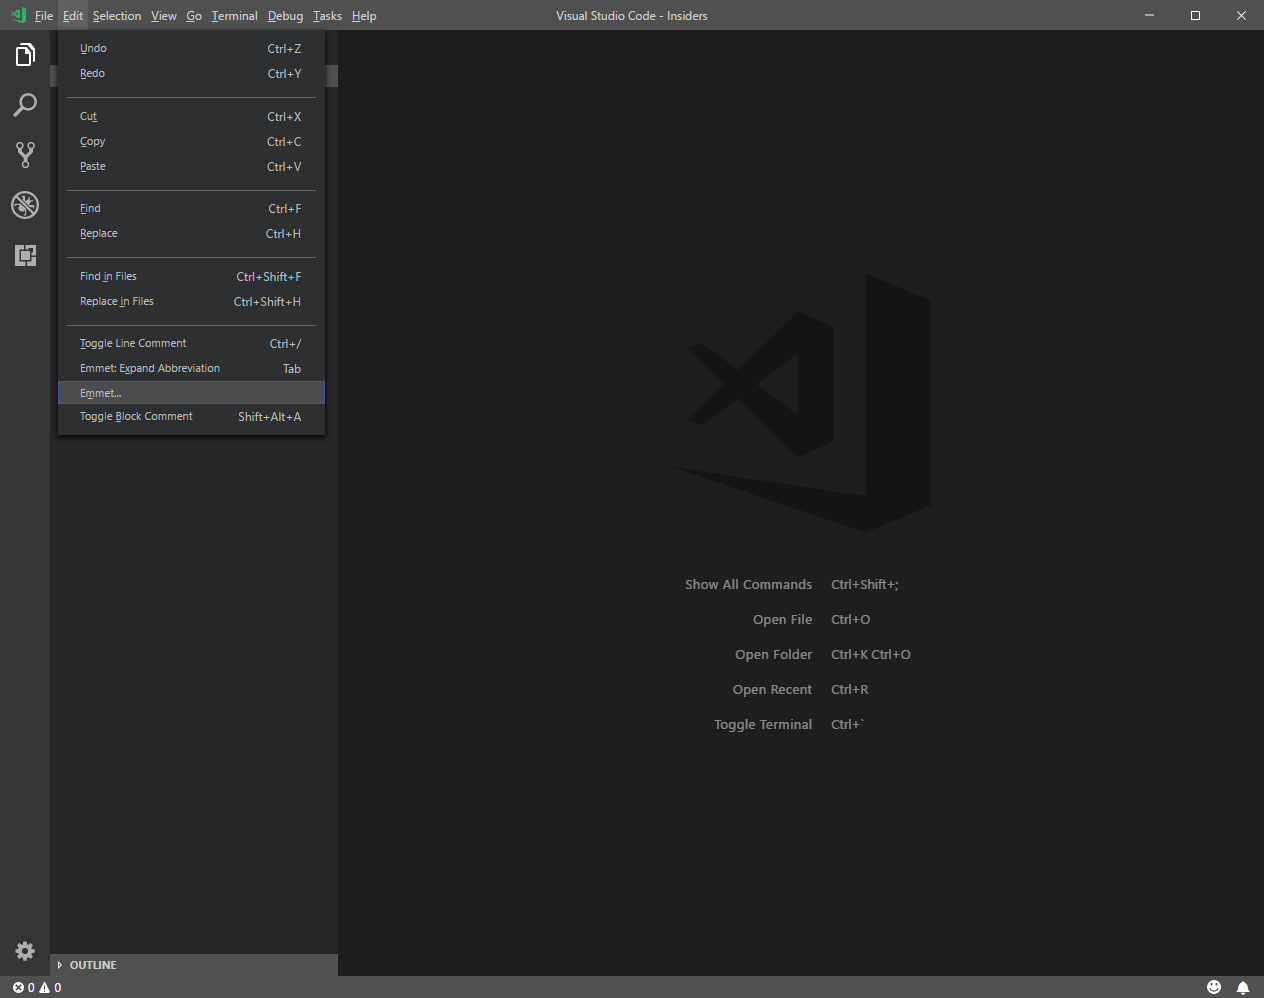 File Edit Selection View Go Terminal Debug Tasks Help Visual Studio Code - Insiders
Undo Ctrl+Z
Redo Ctrl+Y
Cut Ctrl+X
Copy Ctrl+C
Paste Ctrl+V
Find Ctrl+F
Replace Ctrl+H
Find in Files Ctrl+Shift+F
Replace in Files Ctrl+Shift+H
Toggle Line Comment Ctrl+/
Emmet: Expand Abbreviation Tab
Emmet...
Toggle Block Comment Shift+Alt+A
Show All Commands Ctrl+Shift+;
Open File Ctrl+O
Open Folder Ctrl+K Ctrl+O
Open Recent Ctrl+R
Toggle Terminal Ctrl+`
OUTLINE
0 0